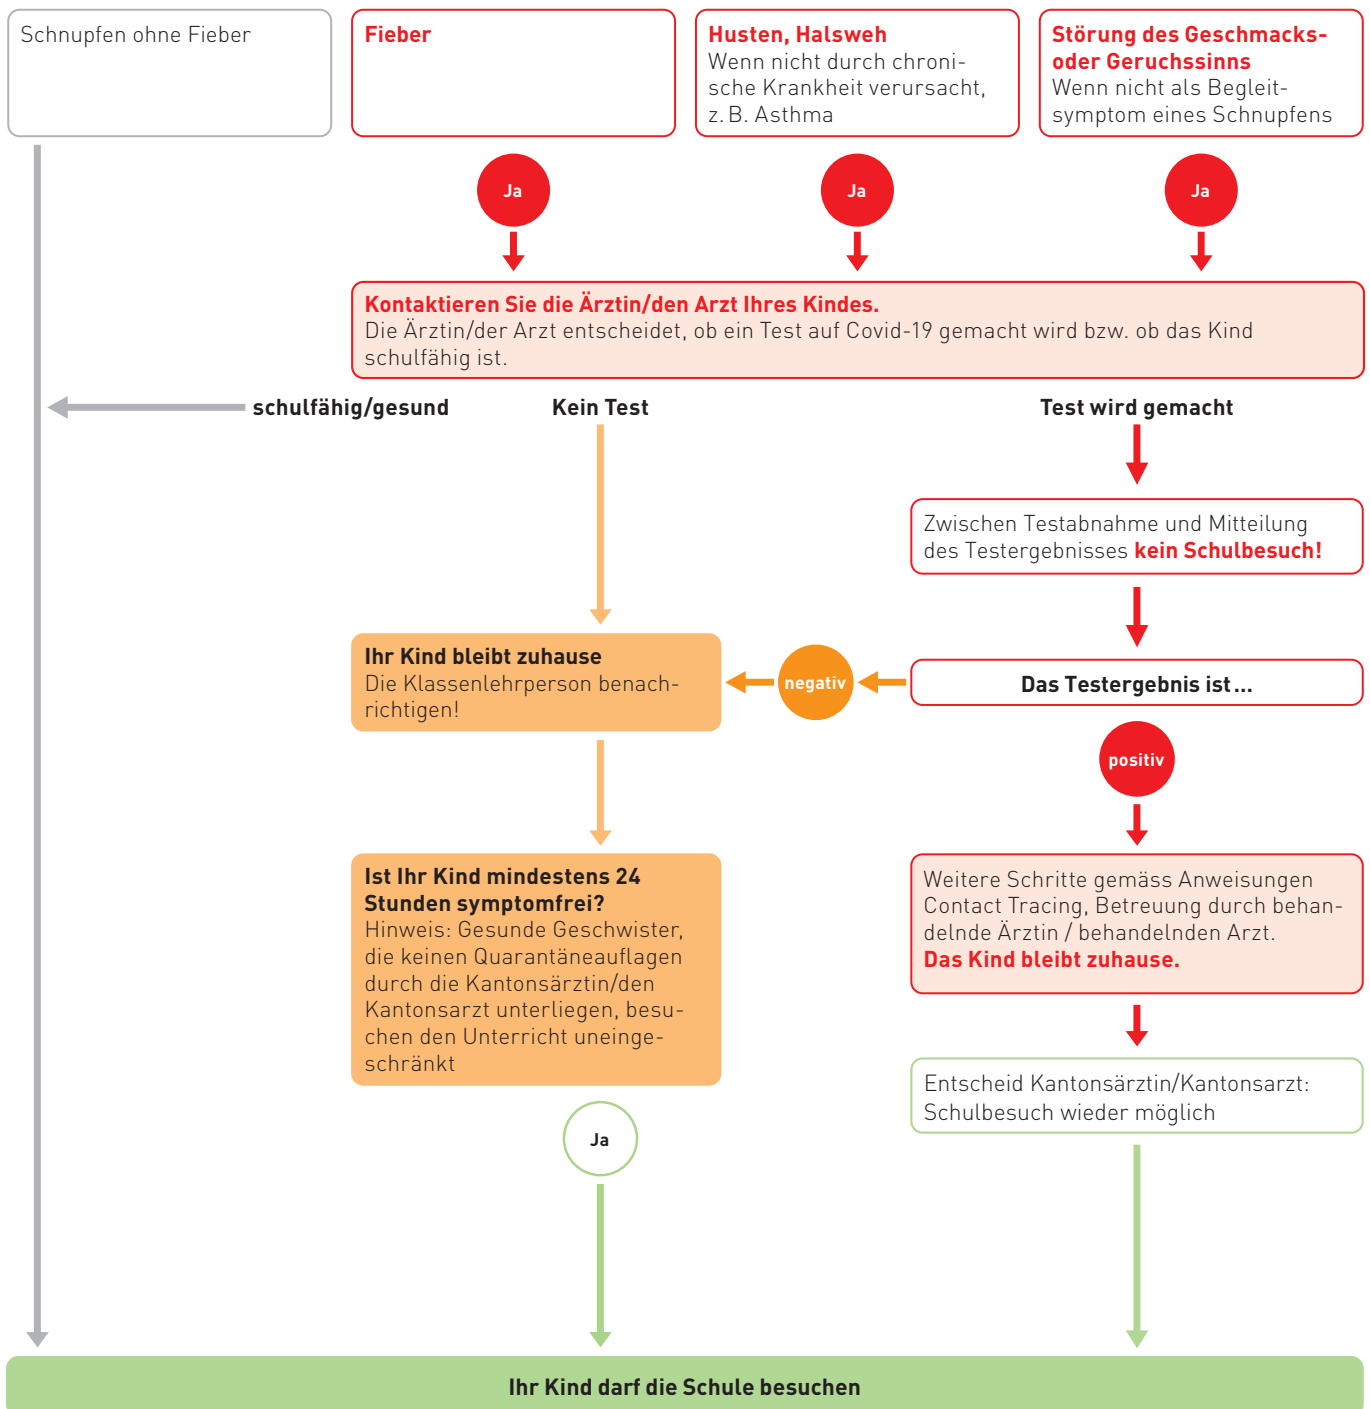 Schnupfen ohne Fieber
Fieber
Husten, Halsweh
Wenn nicht durch chroni-
sche Krankheit verursacht,
z. B. Asthma
Störung des Geschmacks-
oder Geruchssinns
Wenn nicht als Begleit-
symptom eines Schnupfens
Ja
Ja
Ja
Kontaktieren Sie die Ärztin/den Arzt Ihres Kindes.
Die Ärztin/der Arzt entscheidet, ob ein Test auf Covid-19 gemacht wird bzw. ob das Kind
schulfähig ist.
schulfähig/gesund
Kein Test
Test wird gemacht
Zwischen Testabnahme und Mitteilung
des Testergebnisses kein Schulbesuch!
Ihr Kind bleibt zuhause
Die Klassenlehrperson benach-
richtigen!
negativ
Das Testergebnis ist ...
positiv
Ist Ihr Kind mindestens 24
Stunden symptomfrei?
Hinweis: Gesunde Geschwister,
die keinen Quarantäneauflagen
durch die Kantonsärztin/den
Kantonsarzt unterliegen, besu-
chen den Unterricht uneinge-
schränkt
Weitere Schritte gemäss Anweisungen
Contact Tracing, Betreuung durch behan-
delnde Ärztin / behandelnden Arzt.
Das Kind bleibt zuhause.
Entscheid Kantonsärztin/Kantonsarzt:
Schulbesuch wieder möglich
Ja
Ihr Kind darf die Schule besuchen